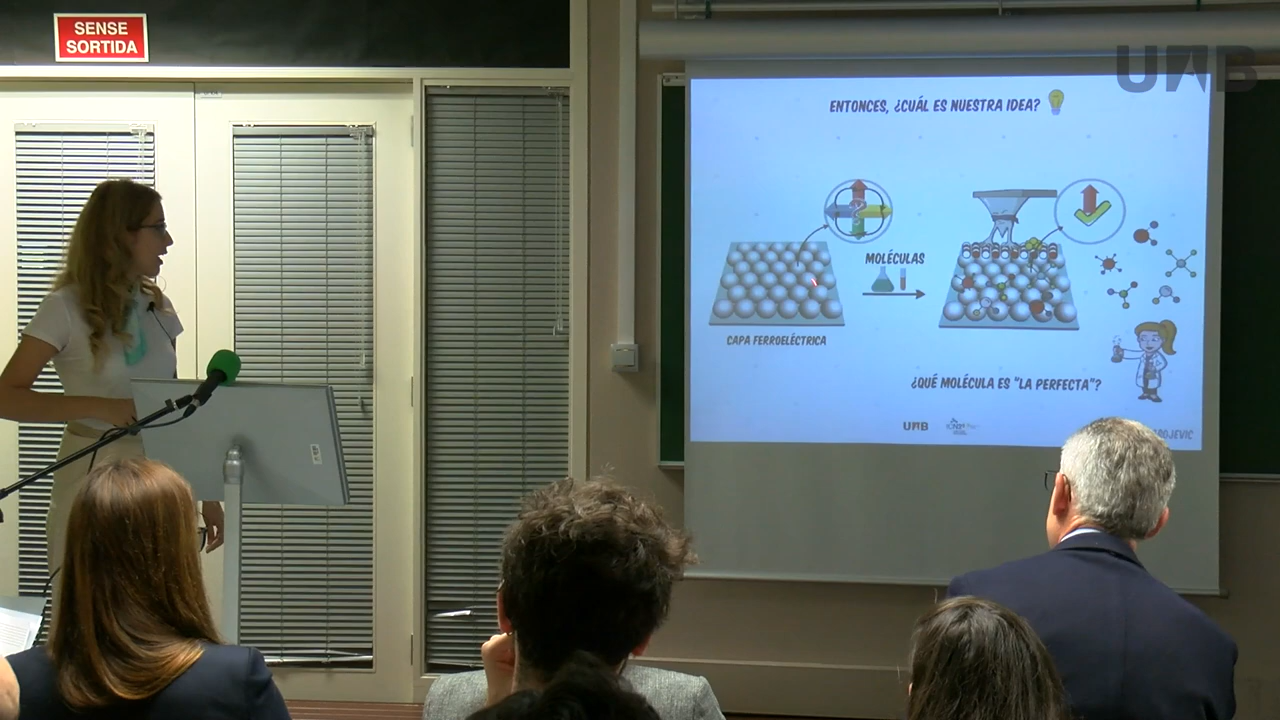 SENSE
SORTIDA
UAB
ENTONCES, ¿CUÁL ES NUESTRA IDEA?
MOLÉCULAS
CAPA FERROELÉCTRICA
¿QUÉ MOLÉCULA ES "LA PERFECTA"?
UAB